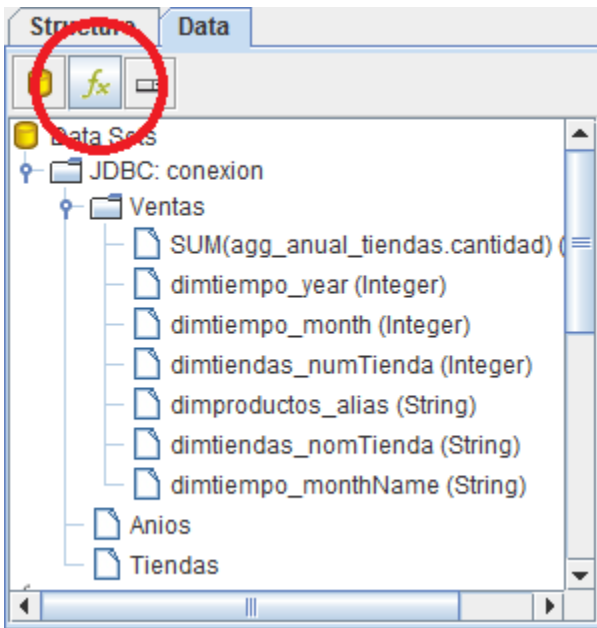 Structure Data
fx
Data Sets
JDBC: conexion
Ventas
SUM(agg_anual_tiendas.cantidad) (
dimtiempo_year (Integer)
dimtiempo_month (Integer)
dimtiendas_numTienda (Integer)
dimproductos_alias (String)
dimtiendas_nomTienda (String)
dimtiempo_monthName (String)
Anios
Tiendas